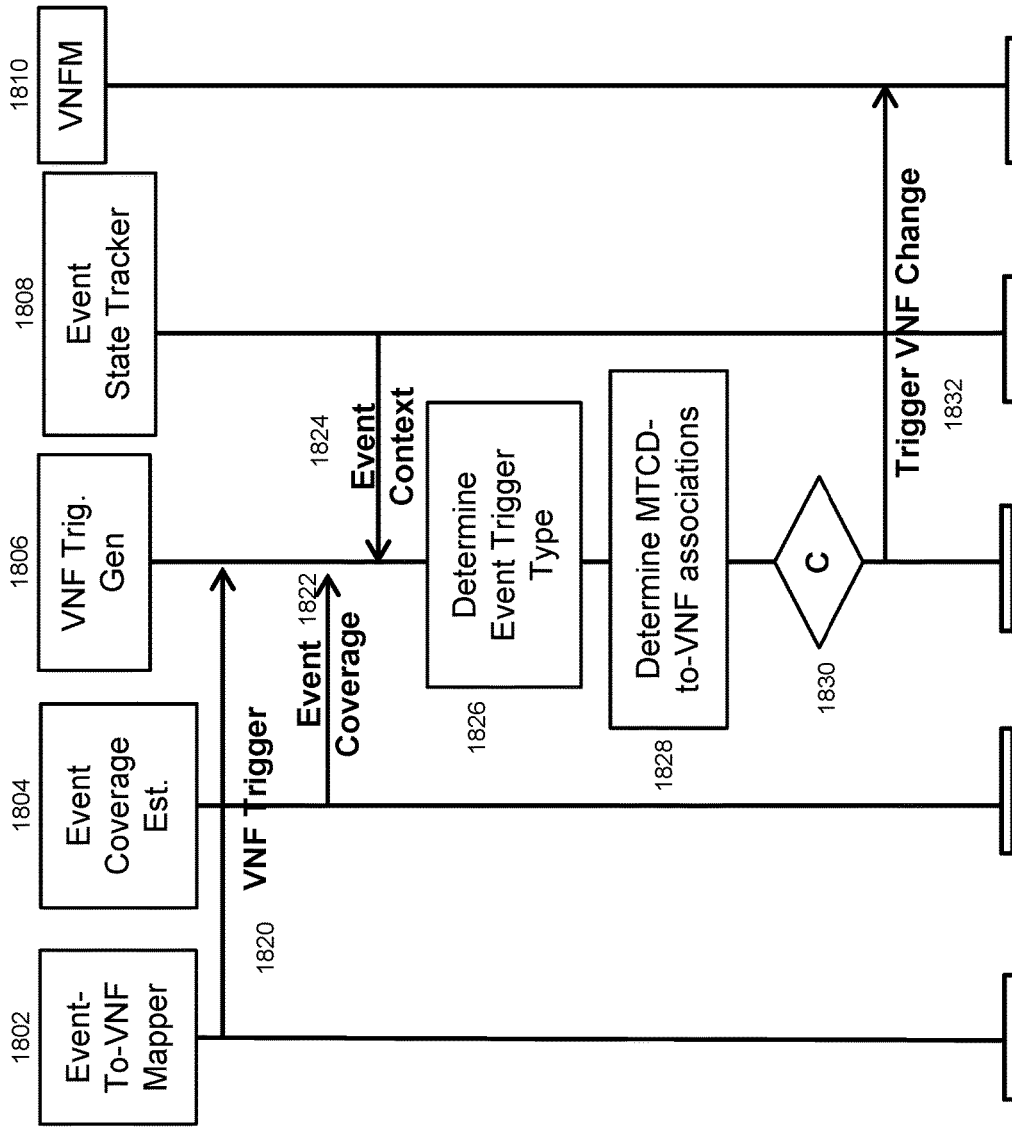 1802
Event-
To-VNF
Mapper
1804
Event
Coverage
Est.
1806
VNF Trig.
Gen
1808
Event
State Tracker
1810
VNFM
VNF Trigger
1820
1822
Event
Coverage
1824
Event
Context
Determine
Event Trigger
Type
1826
Determine MTCD-
to-VNF associations
1828
C
1830
Trigger VNF Change
1832